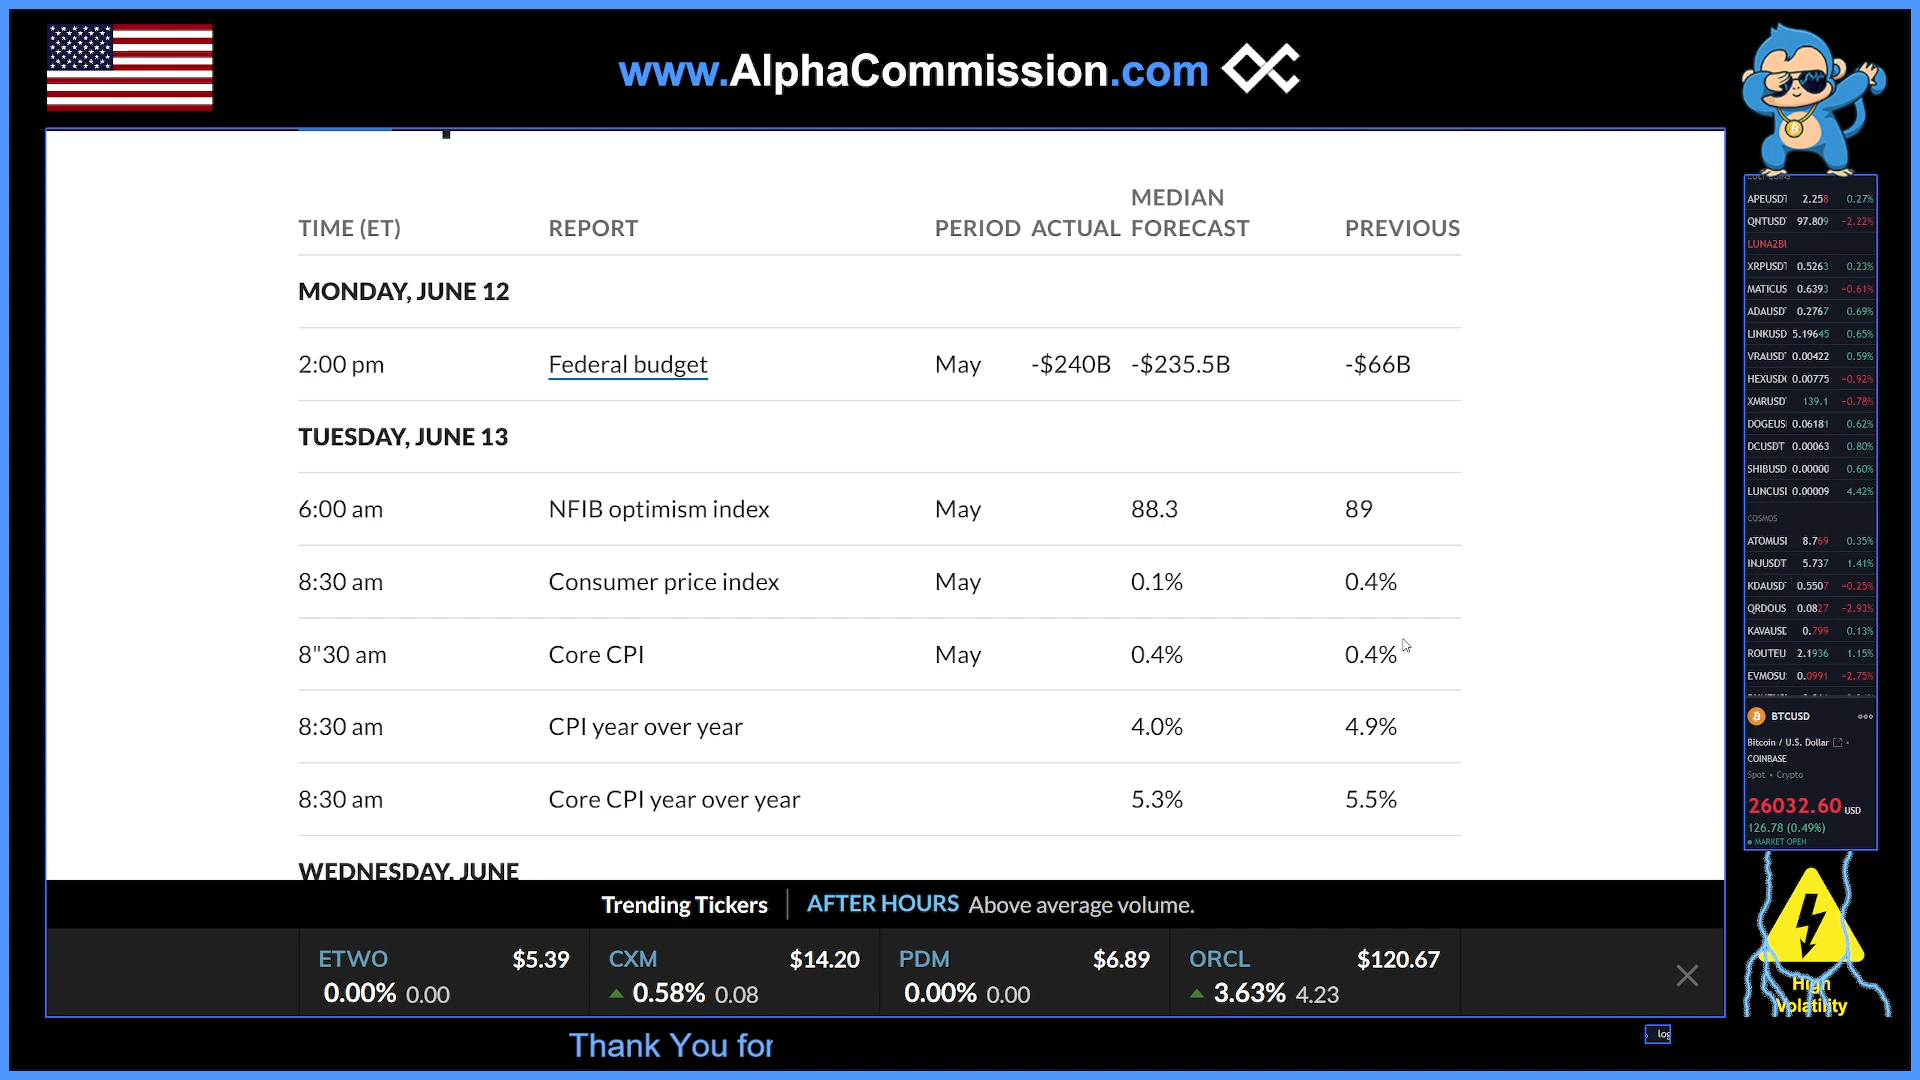 www.AlphaCommission.com
TIME (ET) REPORT PERIOD ACTUAL MEDIAN FORECAST PREVIOUS
MONDAY, JUNE 12
2:00 pm Federal budget May -$240B -$235.5B -$66B
TUESDAY, JUNE 13
6:00 am NFIB optimism index May 88.3 89
8:30 am Consumer price index May 0.1% 0.4%
8"30 am Core CPI May 0.4% 0.4%
8:30 am CPI year over year 4.0% 4.9%
8:30 am Core CPI year over year 5.3% 5.5%
WEDNESDAY, JUNE
Trending Tickers AFTER HOURS Above average volume.
ETWO $5.39 CXM $14.20 PDM $6.89 ORCL $120.67
0.00% 0.00 0.58% 0.08 0.00% 0.00 3.63% 4.23
Thank You for
APEUSDT 2.258 0.27%
QNTUSD 97.809 −2.22%
LUNA2BU
XRPUSDT 0.5263 0.23%
MATICUS 0.6393 −0.61%
ADAUSD 0.2767 0.69%
LINKUSD 5.19645 0.65%
VRAUSD 0.00422 0.59%
HEXUSD 0.00775 −0.92%
XMRUSD 139.1 −0.78%
DOGEUS 0.06181 0.62%
DCUSDT 0.00063 0.80%
SHIBUSD 0.00000 0.60%
LUNCUSI 0.00009 4.42%
COSMOS
ATOMUSI 8.769 0.35%
INJUSDT 5.737 1.41%
KDAUSD 0.5507 −0.25%
QRDOUS 0.0827 −2.93%
KAVAUSD 0.799 0.13%
ROUTEU 2.1936 1.15%
EVMOSU 0.0991 −2.75%
BTCUSD
Bitcoin / U.S. Dollar
COINBASE
Spot • Crypto
26032.60 USD
126.78 (0.49%)
MARKET OPEN
High
Volatility
log